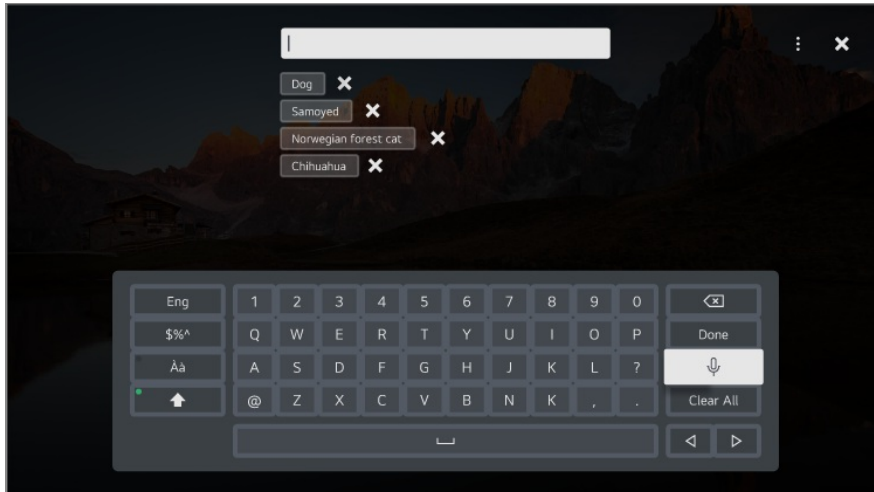 Dog
Samoyed
Norwegian forest cat
Chihuahua
Eng 1 2 3 4 5 6 7 8 9 0
$%^ Q W E R T Y U I O P Done
Àà A S D F G H J K L ?
@ Z X C V B N K , . Clear All